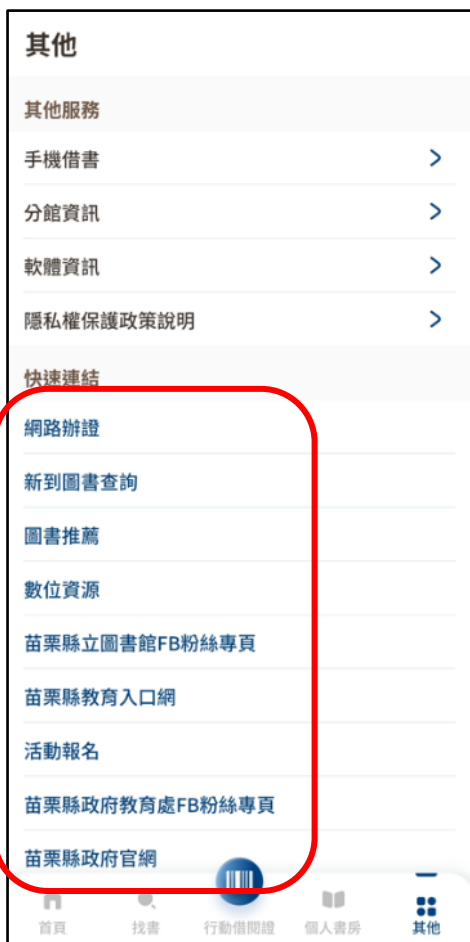 其他
其他服務
手機借書
分館資訊
軟體資訊
隱私權保護政策說明
快速連結
網路辦證
新到圖書查詢
圖書推薦
數位資源
苗栗縣立圖書館FB粉絲專頁
苗栗縣教育入口網
活動報名
苗栗縣政府教育處FB粉絲專頁
苗栗縣政府官網
首頁 找書 行動借閱證 個人書房 其他